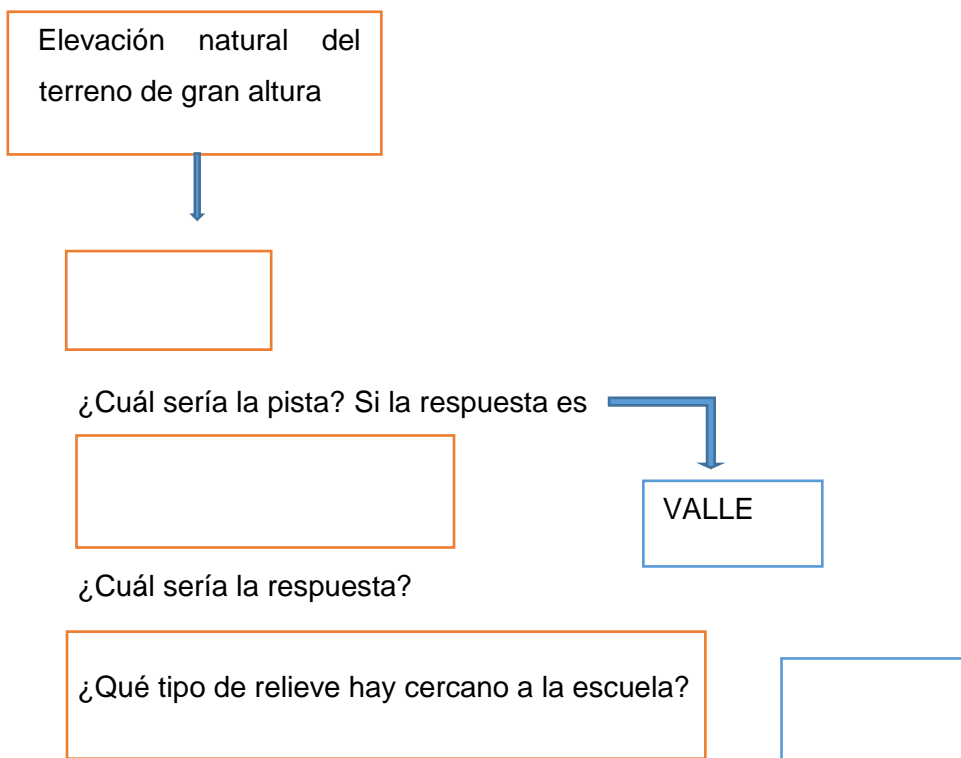 Elevación natural del
terreno de gran altura
¿Cuál sería la pista? Si la respuesta es
VALLE
¿Cuál sería la respuesta?
¿Qué tipo de relieve hay cercano a la escuela?